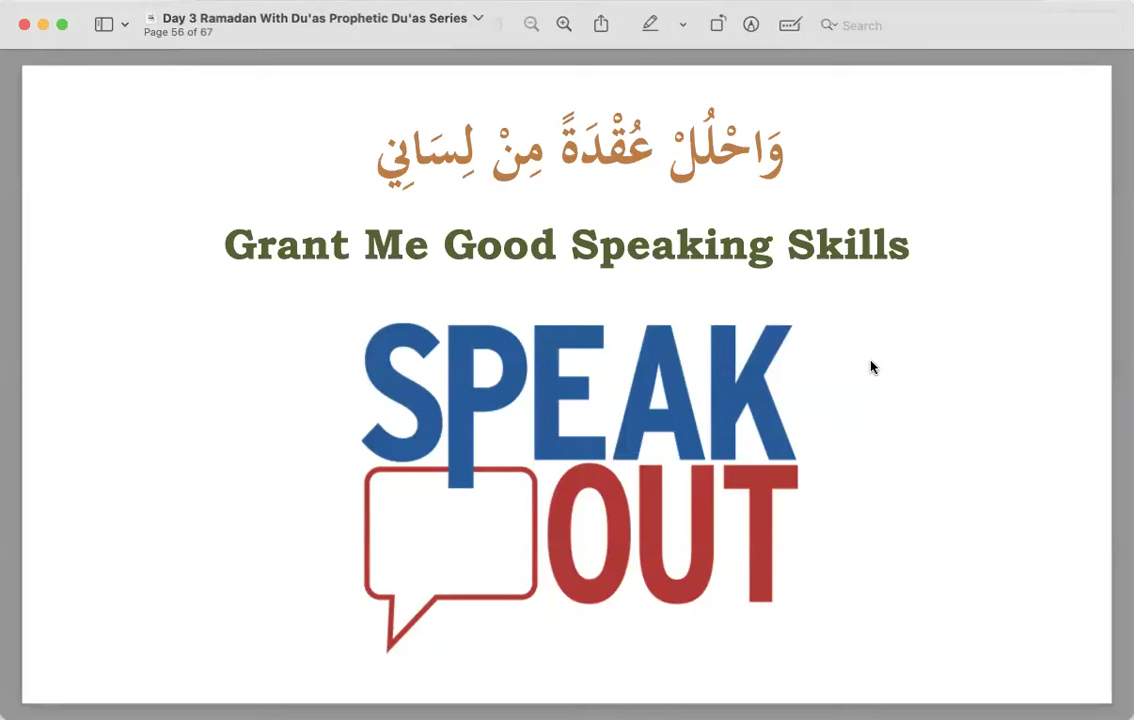 Day 3 Ramadan With Du'as Prophetic Du'as Series
Page 56 of 67
Search
وَاحْلُلْ عُقْدَةً مِنْ لِسَانِي
Grant Me Good Speaking Skills
SPEAK
OUT